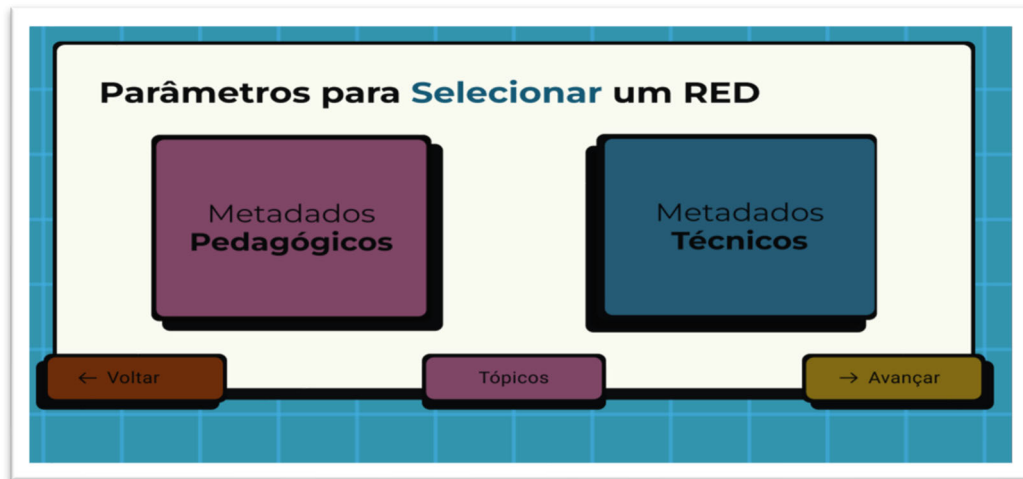 Parâmetros para Selecionar um RED
Metadados
Pedagógicos
Metadados
Técnicos
← Voltar
Tópicos
→ Avançar